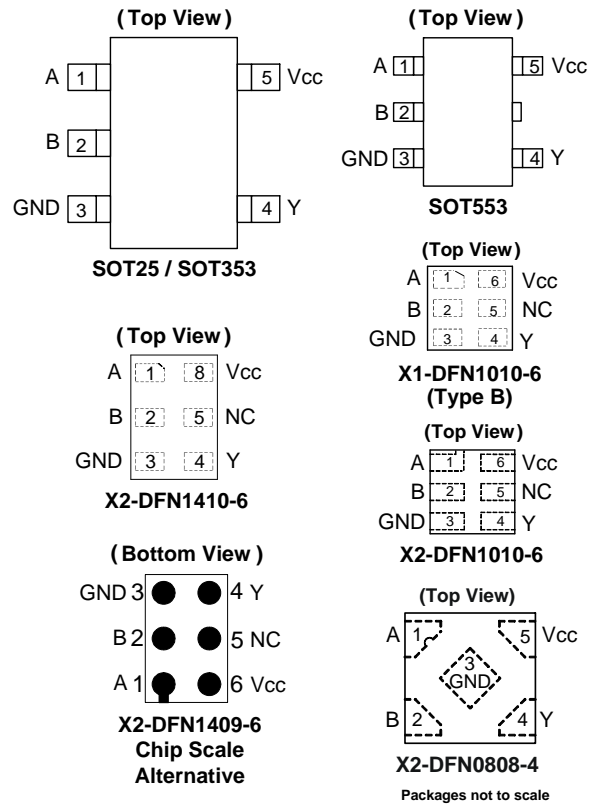 (Top View)
A 1 5 Vcc
B 2
GND 3 4 Y
SOT25 / SOT353
(Top View)
A 1 5 Vcc
B 2
GND 3 4 Y
SOT553
(Top View)
A 1 6 Vcc
B 2 5 NC
GND 3 4 Y
X1-DFN1010-6
(Type B)
(Top View)
A 1 8 Vcc
B 2 5 NC
GND 3 4 Y
X2-DFN1410-6
(Top View)
A 1 6 Vcc
B 2 5 NC
GND 3 4 Y
X2-DFN1010-6
(Bottom View)
GND 3 4 Y
B 2 5 NC
A 1 6 Vcc
X2-DFN1409-6
Chip Scale
Alternative
(Top View)
A 1 5 Vcc
3
GND
B 2 4 Y
X2-DFN0808-4
Packages not to scale